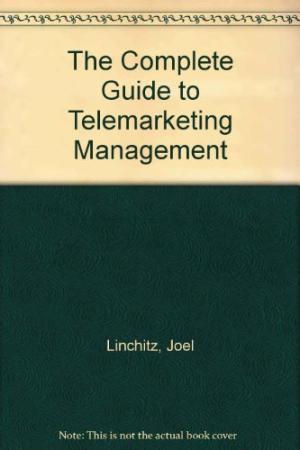 The Complete
Guide to
Telemarketing
Management
Linchitz, Joel
Note: This is not the actual book cover